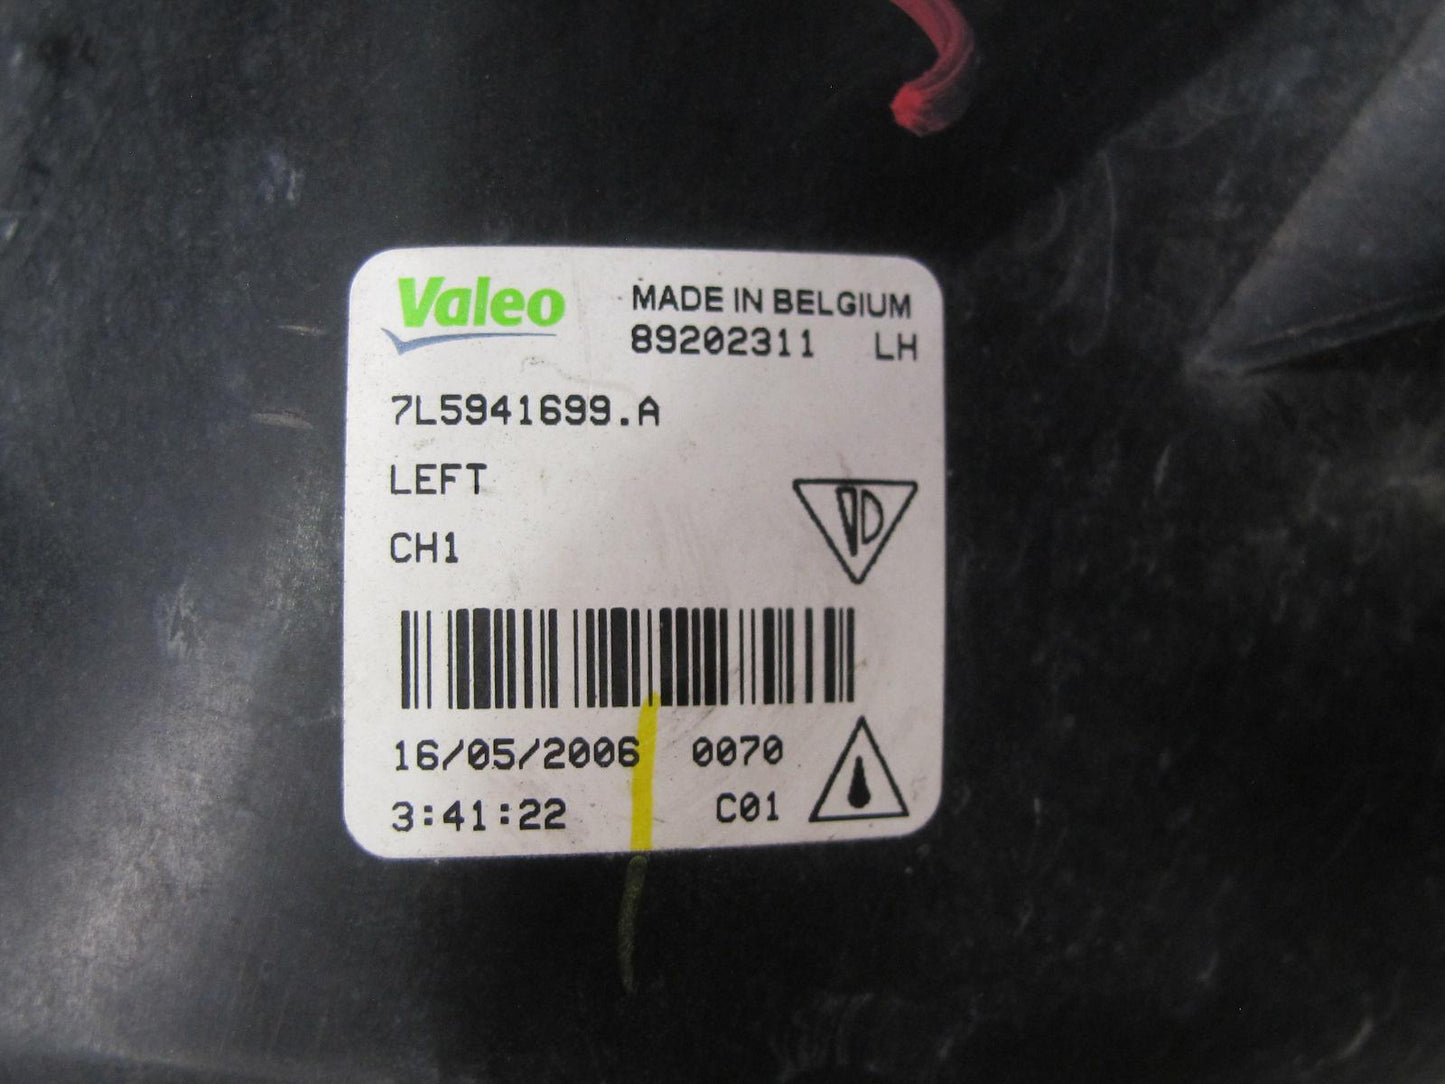 Valeo
MADE IN BELGIUM
89202311 LH
7L5941699.A
LEFT
CH1
16/05/2006 0070
3:41:22 C01